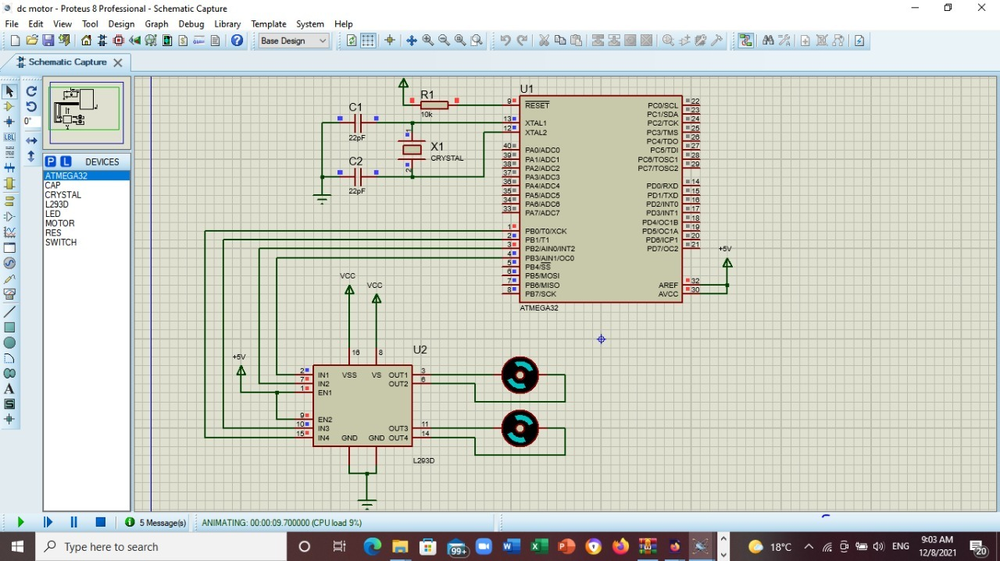 dc motor - Proteus 8 Professional - Schematic Capture
File Edit View Tool Design Graph Debug Library Template System Help
Base Design
Schematic Capture
0°
P L DEVICES
ATMEGA32
CAP
CRYSTAL
L293D
LED
MOTOR
RES
SWITCH
R1
10k
C1
22pF
C2
22pF
X1
CRYSTAL
1
2
U1
9 RESET
13 XTAL1
12 XTAL2
40 PA0/ADC0
39 PA1/ADC1
38 PA2/ADC2
37 PA3/ADC3
36 PA4/ADC4
35 PA5/ADC5
34 PA6/ADC6
33 PA7/ADC7
1 PB0/T0/XCK
2 PB1/T1
3 PB2/AIN0/INT2
4 PB3/AIN1/OC0
5 PB4/SS
6 PB5/MOSI
7 PB6/MISO
8 PB7/SCK
PC0/SCL 22
PC1/SDA 23
PC2/TCK 24
PC3/TMS 25
PC4/TDO 26
PC5/TDI 27
PC6/TOSC1 28
PC7/TOSC2 29
PD0/RXD 14
PD1/TXD 15
PD2/INT0 16
PD3/INT1 17
PD4/OC1B 18
PD5/OC1A 19
PD6/ICP1 20
PD7/OC2 21
AREF 32
AVCC 30
+5V
ATMEGA32
VCC
VCC
+5V
U2
16 8
2 IN1 VSS VS OUT1 3
7 IN2 OUT2 6
1 EN1
9 EN2
10 IN3 OUT3 11
15 IN4 GND GND OUT4 14
L293D
5 Message(s) ANIMATING: 00:00:09.700000 (CPU load 9%)
Type here to search
99+
18°C
ENG
9:03 AM
12/8/2021
20